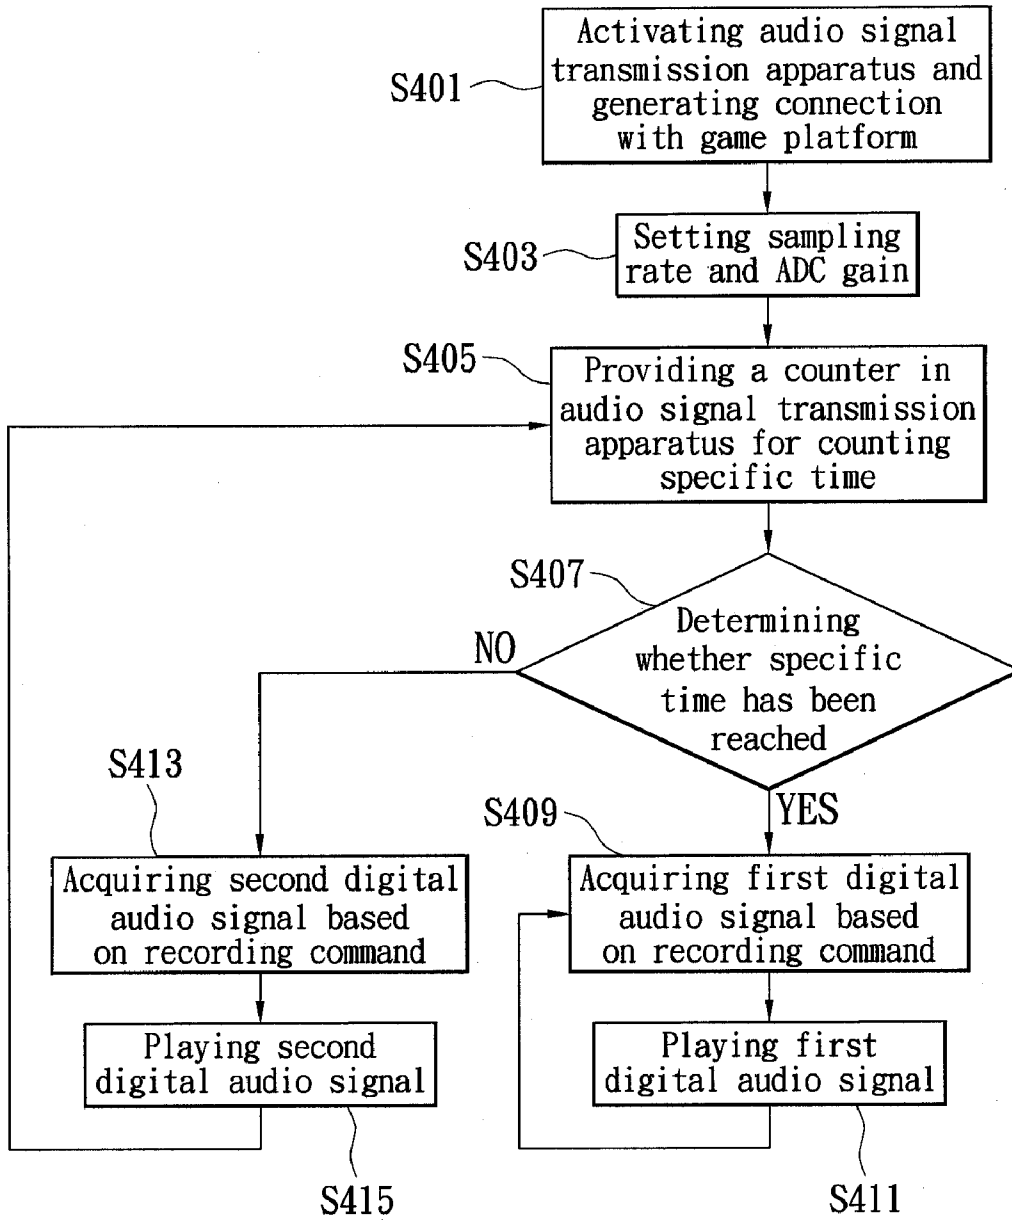 Activating audio signal
transmission apparatus and
generating connection
with game platform
S401
Setting sampling
rate and ADC gain
S403
S405
Providing a counter in
audio signal transmission
apparatus for counting
specific time
S407
Determining
whether specific
time has been
reached
NO
YES
S413
S409
Acquiring second digital
audio signal based
on recording command
Acquiring first digital
audio signal based
on recording command
Playing second
digital audio signal
Playing first
digital audio signal
S415
S411